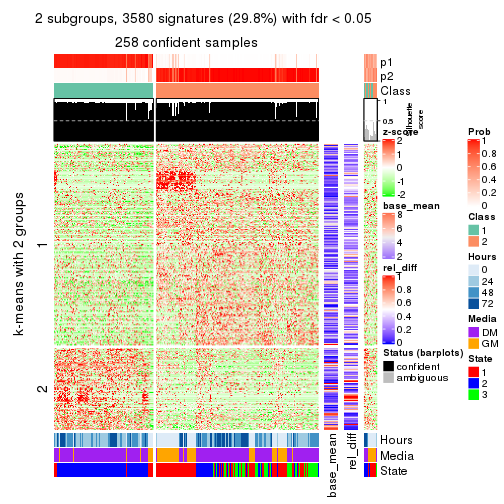 2 subgroups, 3580 signatures (29.8%) with fdr < 0.05
258 confident samples
p1
p2
Class
1
0.5
0
Silhouette
score
k-means with 2 groups
1
2
Hours
Media
State
base_mean
rel_diff
z-score
2
1
0
-1
-2
base_mean
8
6
4
2
rel_diff
1
0.8
0.6
0.4
0.2
0
Status (barplots)
confident
ambiguous
Prob
1
0.8
0.6
0.4
0.2
0
Class
1
2
Hours
0
24
48
72
Media
DM
GM
State
1
2
3